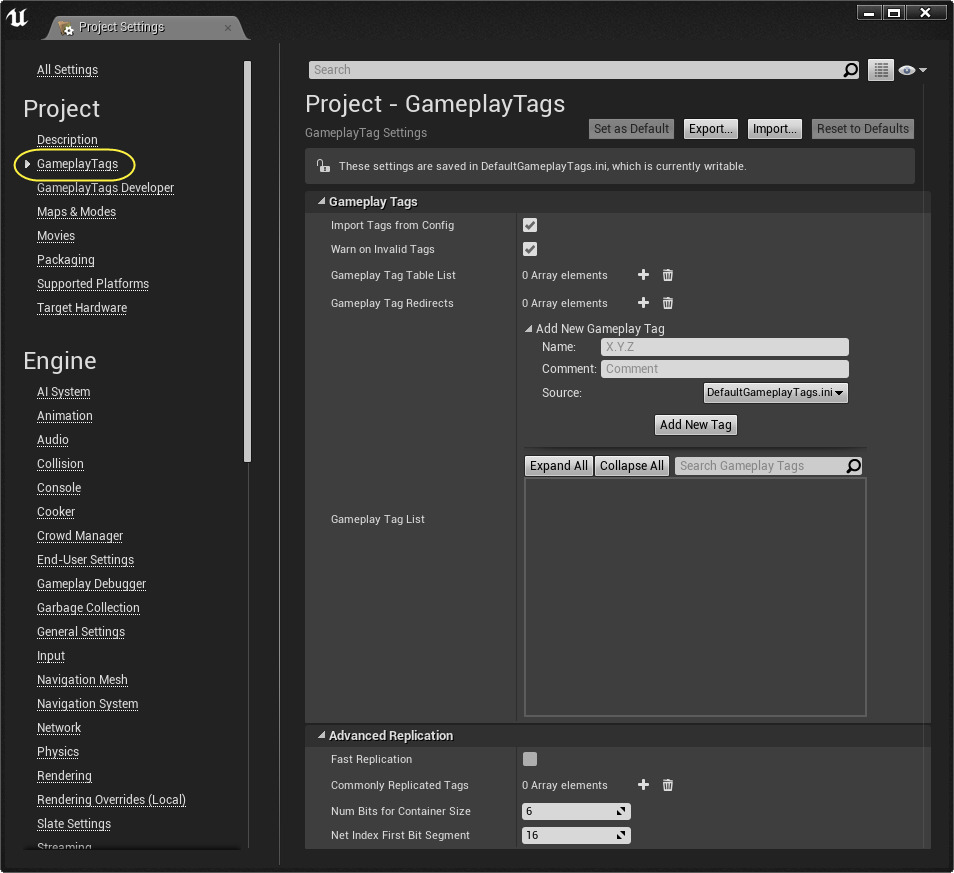 Project Settings
All Settings
Project
Description
GameplayTags
GameplayTags Developer
Maps & Modes
Movies
Packaging
Supported Platforms
Target Hardware
Engine
AI System
Animation
Audio
Collision
Console
Cooker
Crowd Manager
End-User Settings
Gameplay Debugger
Garbage Collection
General Settings
Input
Navigation Mesh
Navigation System
Network
Physics
Rendering
Rendering Overrides (Local)
Slate Settings
Streaming
Search
Project - GameplayTags
GameplayTag Settings
Set as Default Export... Import... Reset to Defaults
These settings are saved in DefaultGameplayTags.ini, which is currently writable.
Gameplay Tags
Import Tags from Config
Warn on Invalid Tags
Gameplay Tag Table List 0 Array elements
Gameplay Tag Redirects 0 Array elements
Add New Gameplay Tag
Name: X.Y.Z
Comment: Comment
Source: DefaultGameplayTags.ini
Add New Tag
Expand All Collapse All Search Gameplay Tags
Gameplay Tag List
Advanced Replication
Fast Replication
Commonly Replicated Tags 0 Array elements
Num Bits for Container Size 6
Net Index First Bit Segment 16